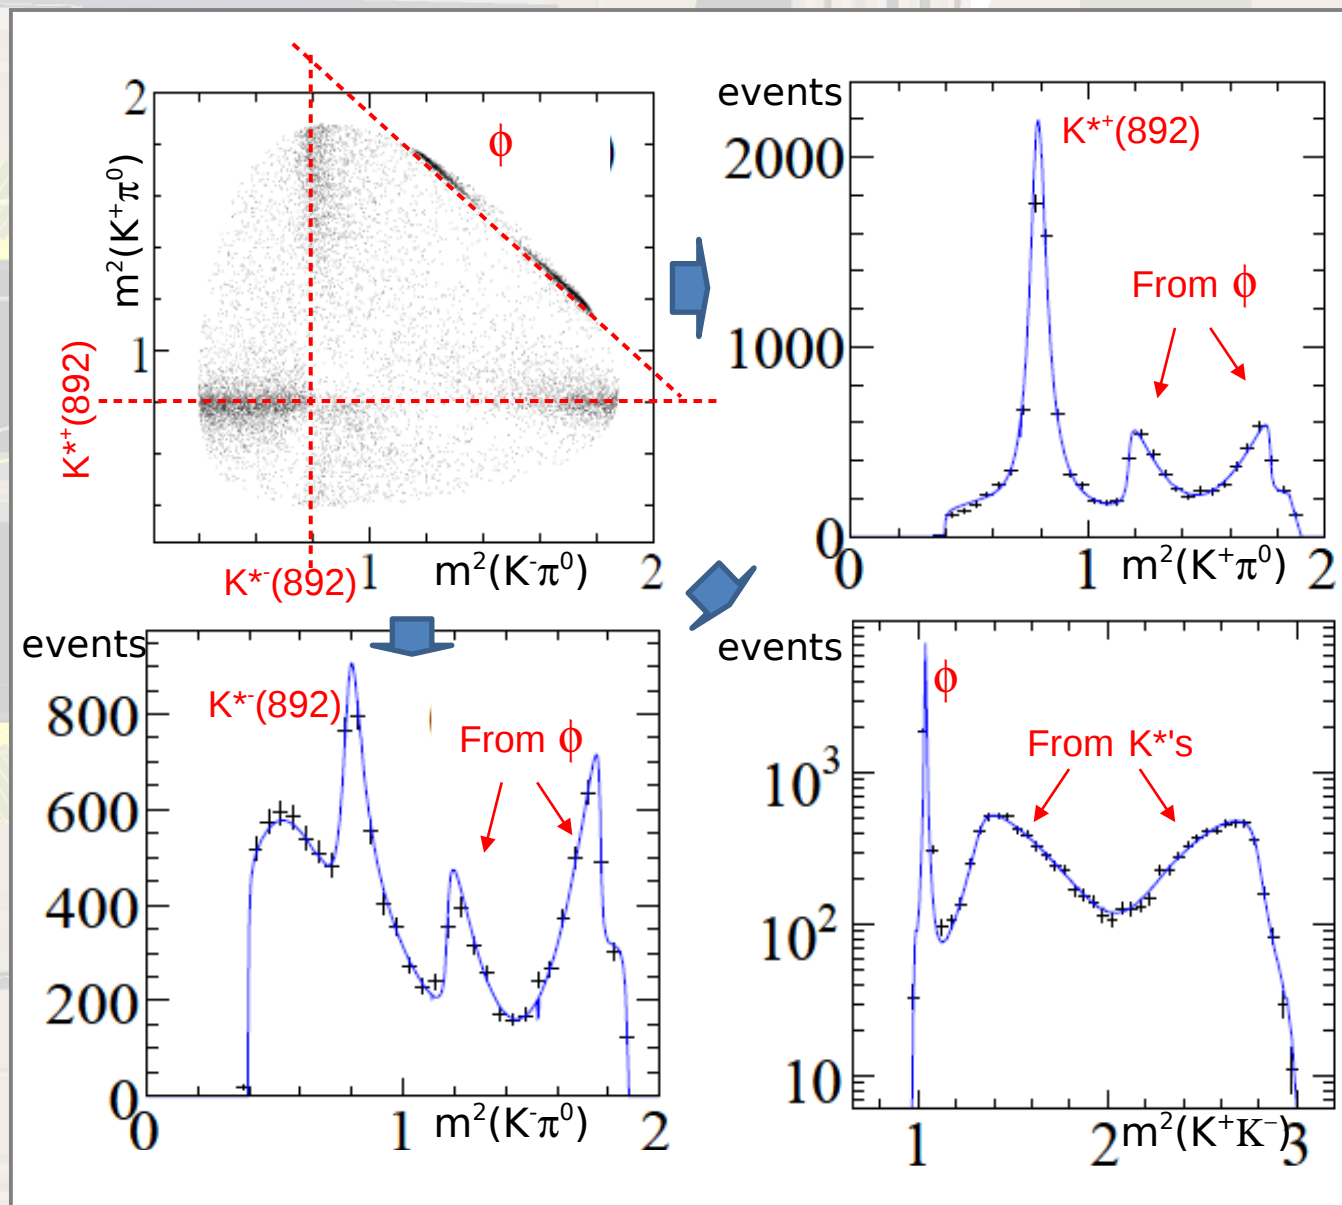 2
1
m²(K⁺π⁰)
K*⁺(892)
ϕ
K*⁻(892)
1
m²(K⁻π⁰)
2
events
2000
1000
0
K*⁺(892)
From ϕ
0
1
m²(K⁺π⁰)
2
events
800
600
400
200
0
K*⁻(892)
From ϕ
0
1
m²(K⁻π⁰)
2
events
10³
10²
10
ϕ
From K*'s
1
2
m²(K⁺K⁻)
3